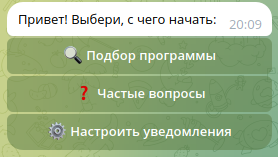 Привет! Выбери, с чего начать:
20:09
🔍 Подбор программы
❓ Частые вопросы
⚙️ Настроить уведомления